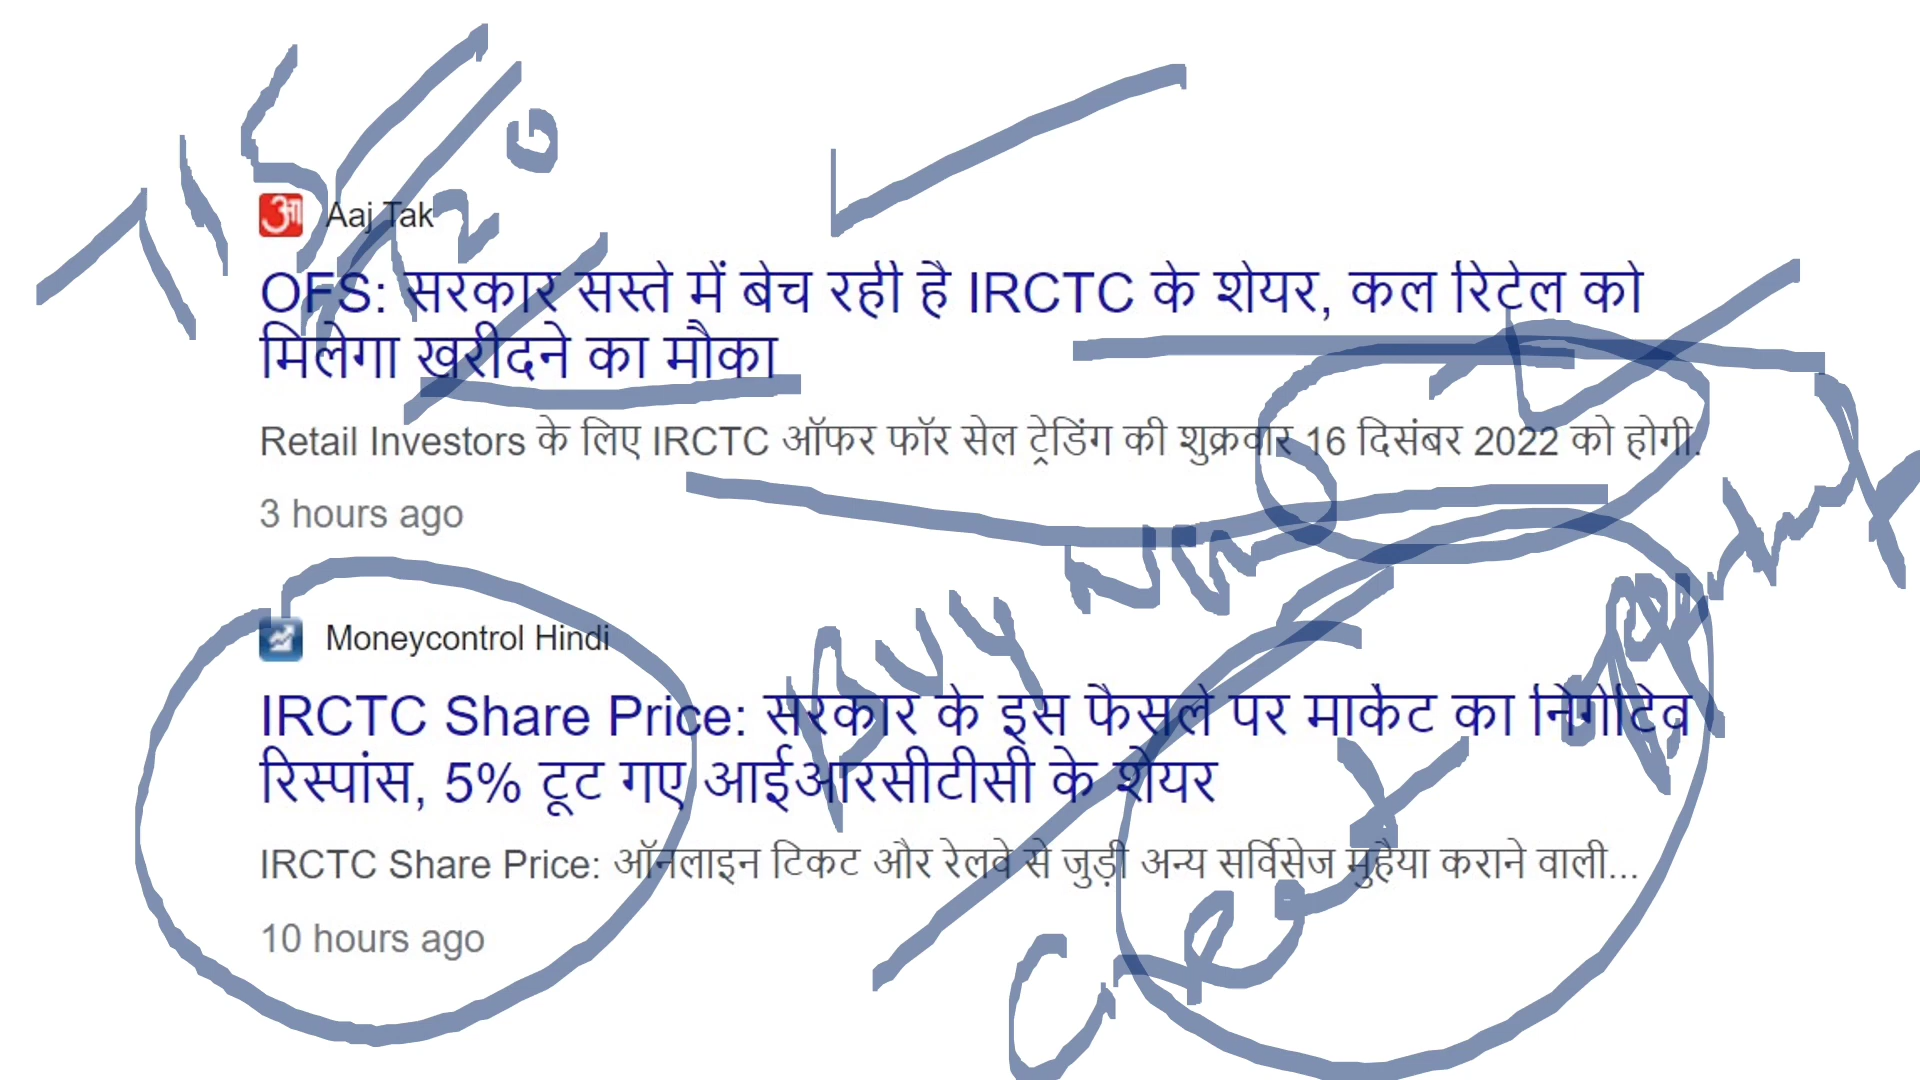 Aaj Tak
OFS: सरकार सस्ते में बेच रही है IRCTC के शेयर, कल रिटेल को
मिलेगा खरीदने का मौका
Retail Investors के लिए IRCTC ऑफर फॉर सेल ट्रेडिंग की शुक्रवार 16 दिसंबर 2022 को होगी.
3 hours ago
Moneycontrol Hindi
IRCTC Share Price: सरकार के इस फैसले पर मार्केट का निगेटिव
रिस्पांस, 5% टूट गए आईआरसीटीसी के शेयर
IRCTC Share Price: ऑनलाइन टिकट और रेलवे से जुड़ी अन्य सर्विसेज मुहैया कराने वाली...
10 hours ago
BUY